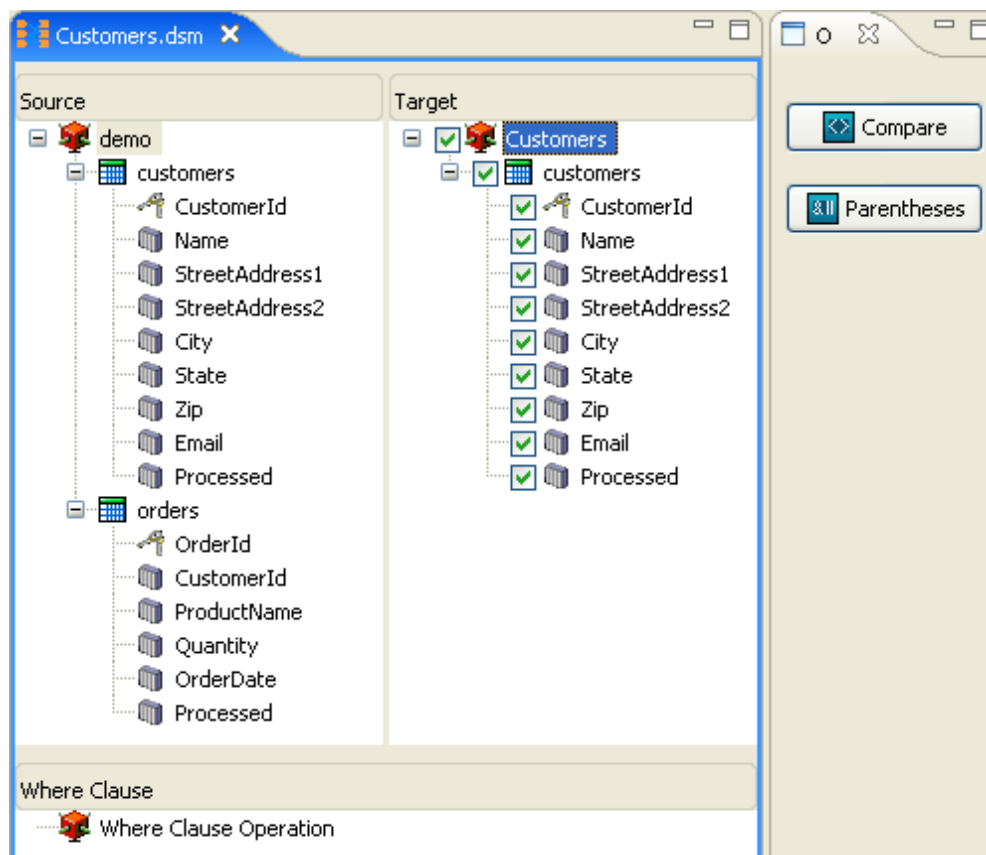 Customers.dsm
O
Source
Target
demo
customers
CustomerId
Name
StreetAddress1
StreetAddress2
City
State
Zip
Email
Processed
orders
OrderId
CustomerId
ProductName
Quantity
OrderDate
Processed
Customers
customers
CustomerId
Name
StreetAddress1
StreetAddress2
City
State
Zip
Email
Processed
<> Compare
&|| Parentheses
Where Clause
Where Clause Operation